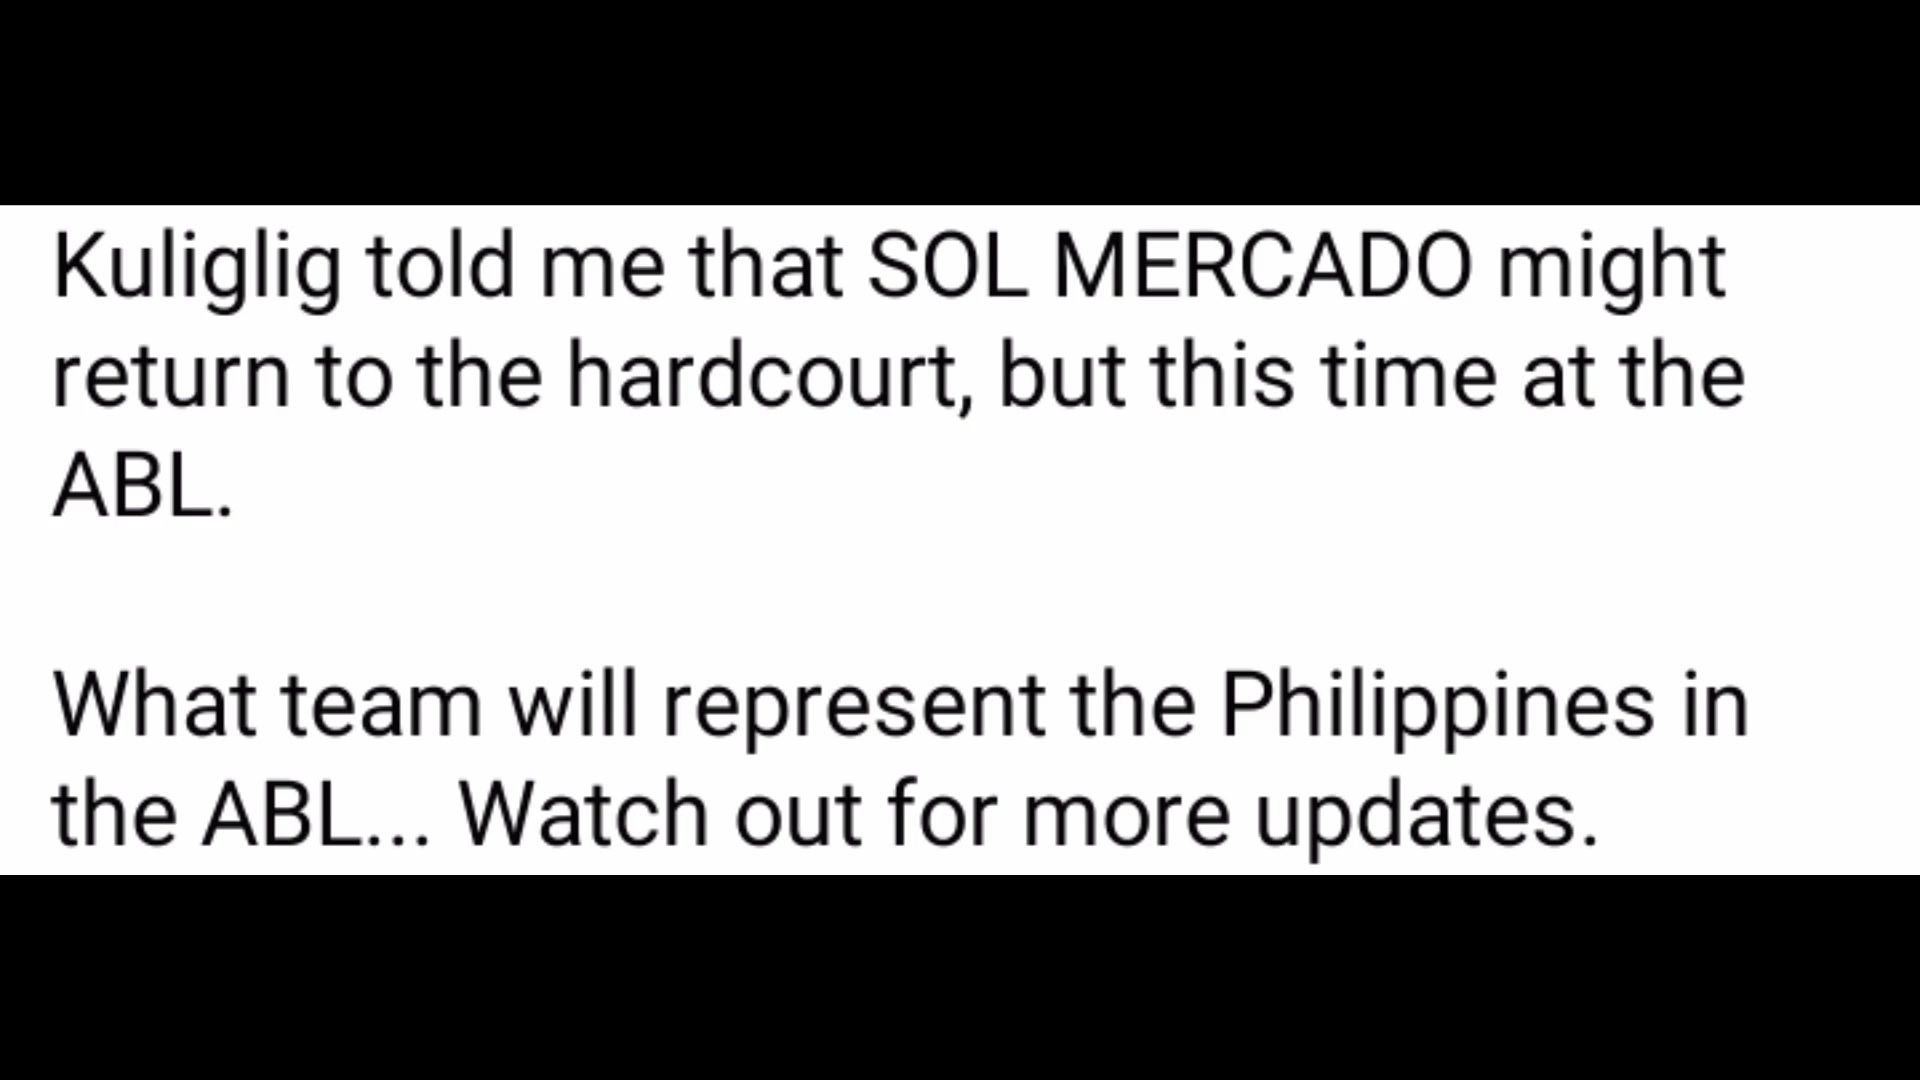 Kuliglig told me that SOL MERCADO might
return to the hardcourt, but this time at the
ABL.
What team will represent the Philippines in
the ABL... Watch out for more updates.